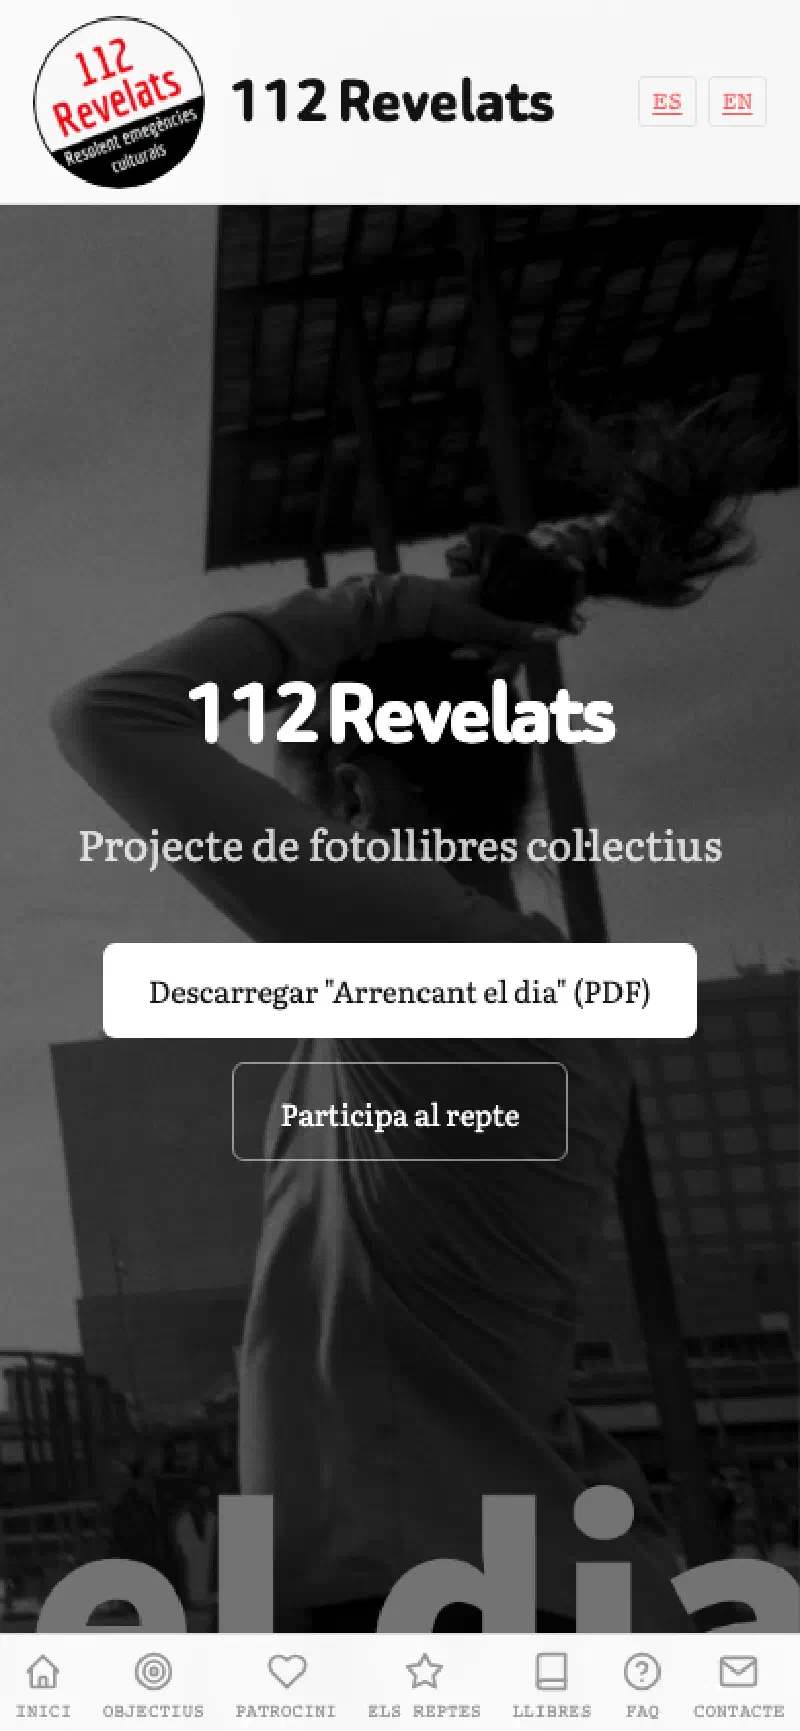 112
Revelats
Resolent emegències
culturals
112 Revelats
ES
EN
112 Revelats
Projecte de fotollibres col·lectius
Descarregar "Arrencant el dia" (PDF)
Participa al repte
el dia
INICI
OBJECTIUS
PATROCINI
ELS REPTES
LLIBRES
FAQ
CONTACTE